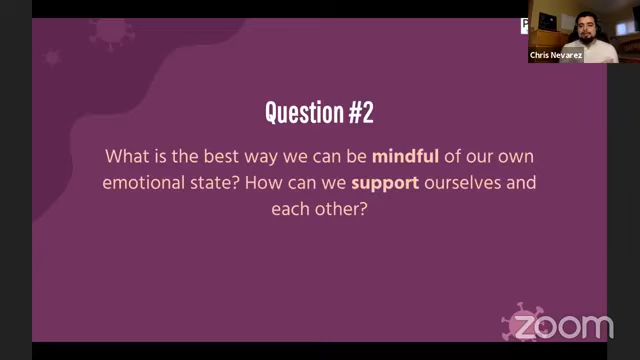 Chris Nevarez
Question #2
What is the best way we can be mindful of our own
emotional state? How can we support ourselves and
each other?
zoom